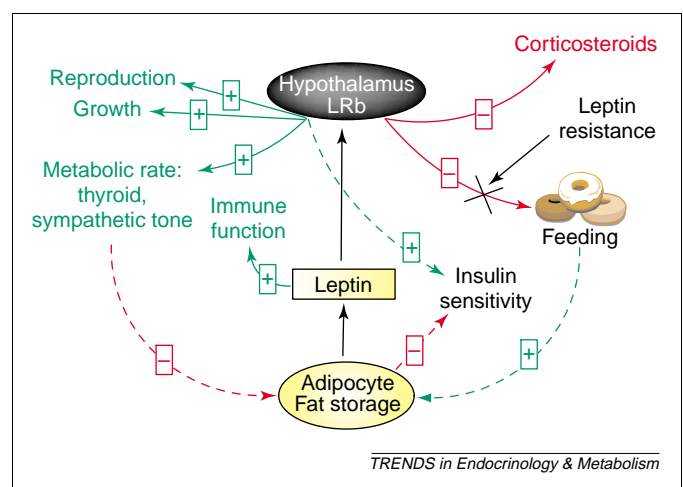 Corticosteroids
Reproduction
+
Hypothalamus
LRb
Growth
+
−
Leptin
resistance
+
−
Metabolic rate:
thyroid,
sympathetic tone
Immune
function
Feeding
+
+
Leptin
Insulin
sensitivity
−
−
+
Adipocyte
Fat storage
TRENDS in Endocrinology & Metabolism